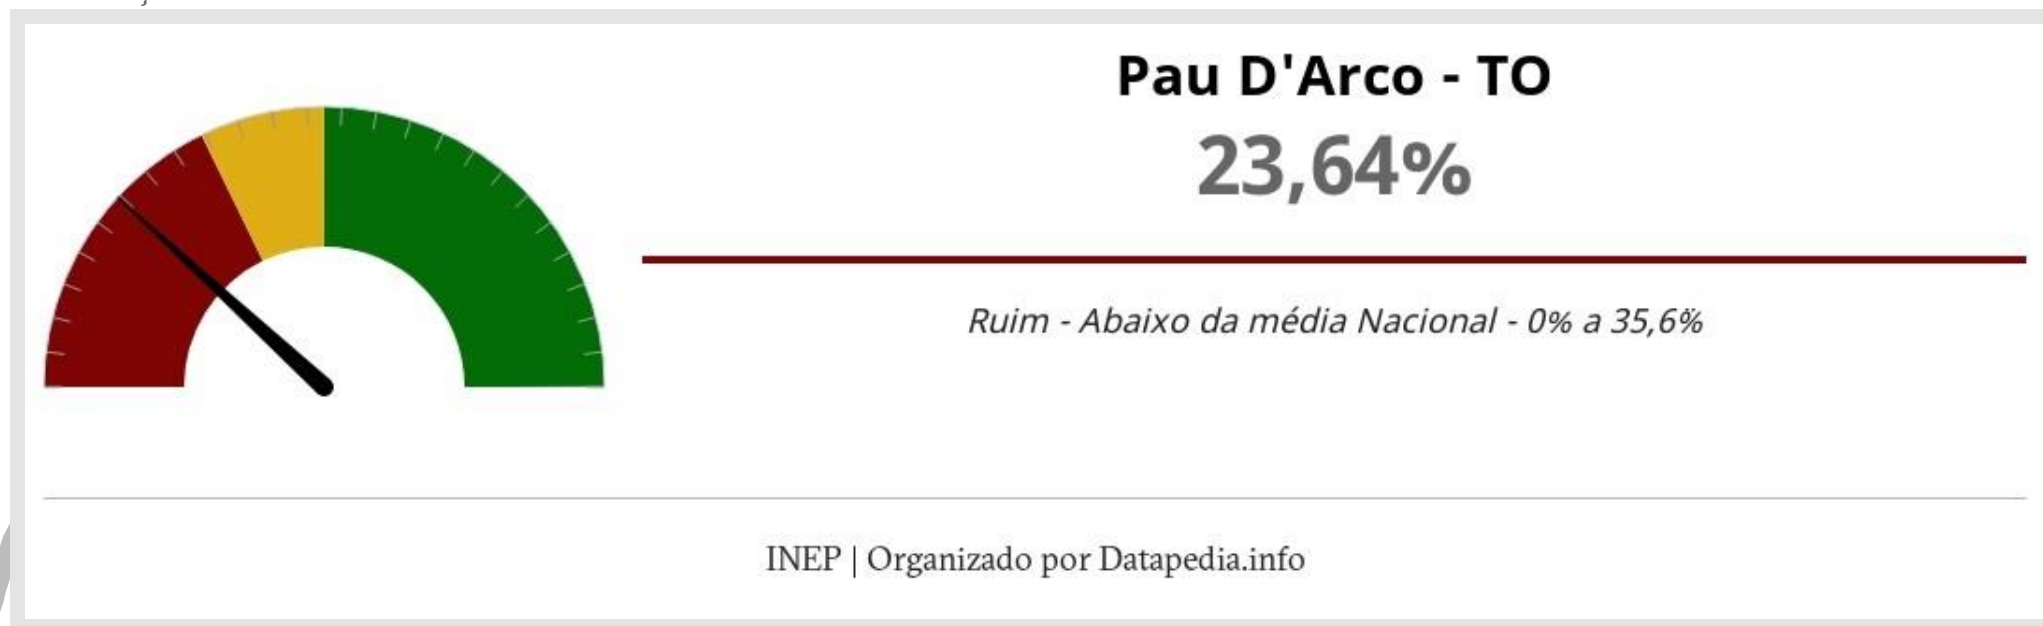 Pau D'Arco - TO
23,64%
Ruim - Abaixo da média Nacional - 0% a 35,6%
INEP | Organizado por Datapedia.info